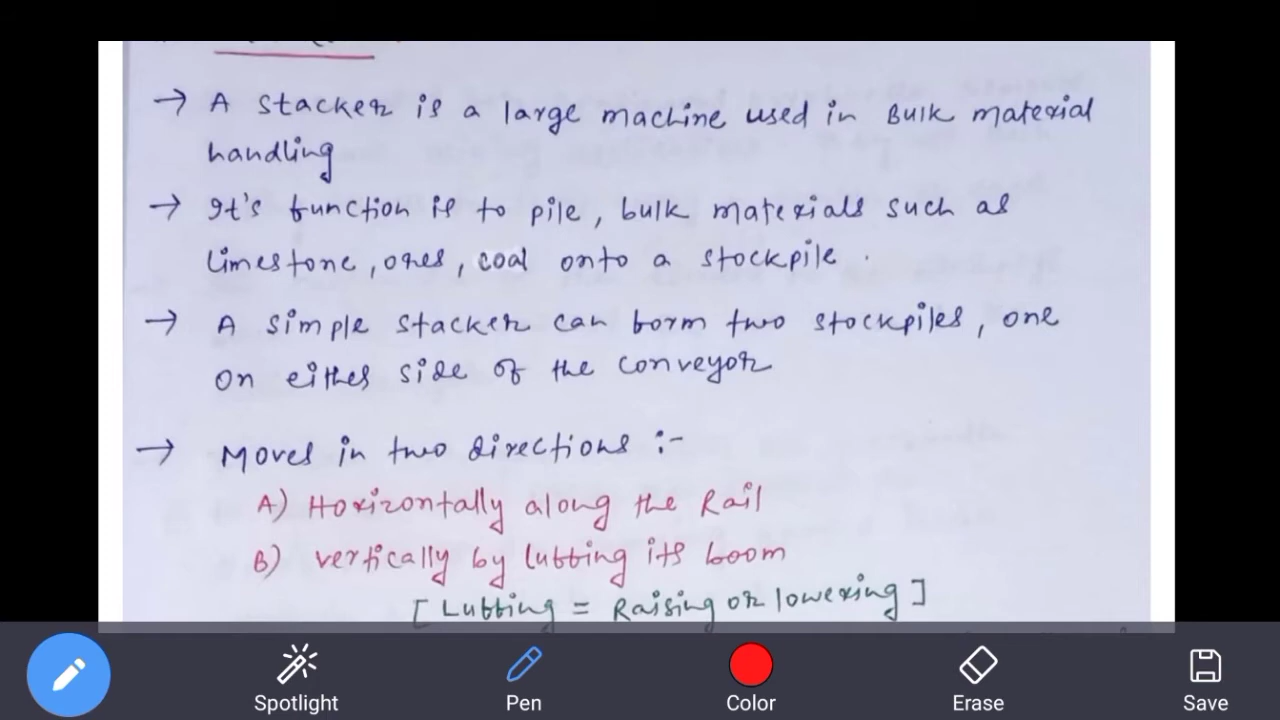 → A stacker is a large machine used in Bulk material
handling
→ It's function is to pile, bulk materials such as
limestone, ores, coal onto a stockpile.
→ A simple stacker can form two stockpiles, one
on either side of the conveyor
→ Moves in two directions :-
A) Horizontally along the Rail
B) vertically by luffing its boom
[Luffing = Raising or lowering]
Spotlight
Pen
Color
Erase
Save